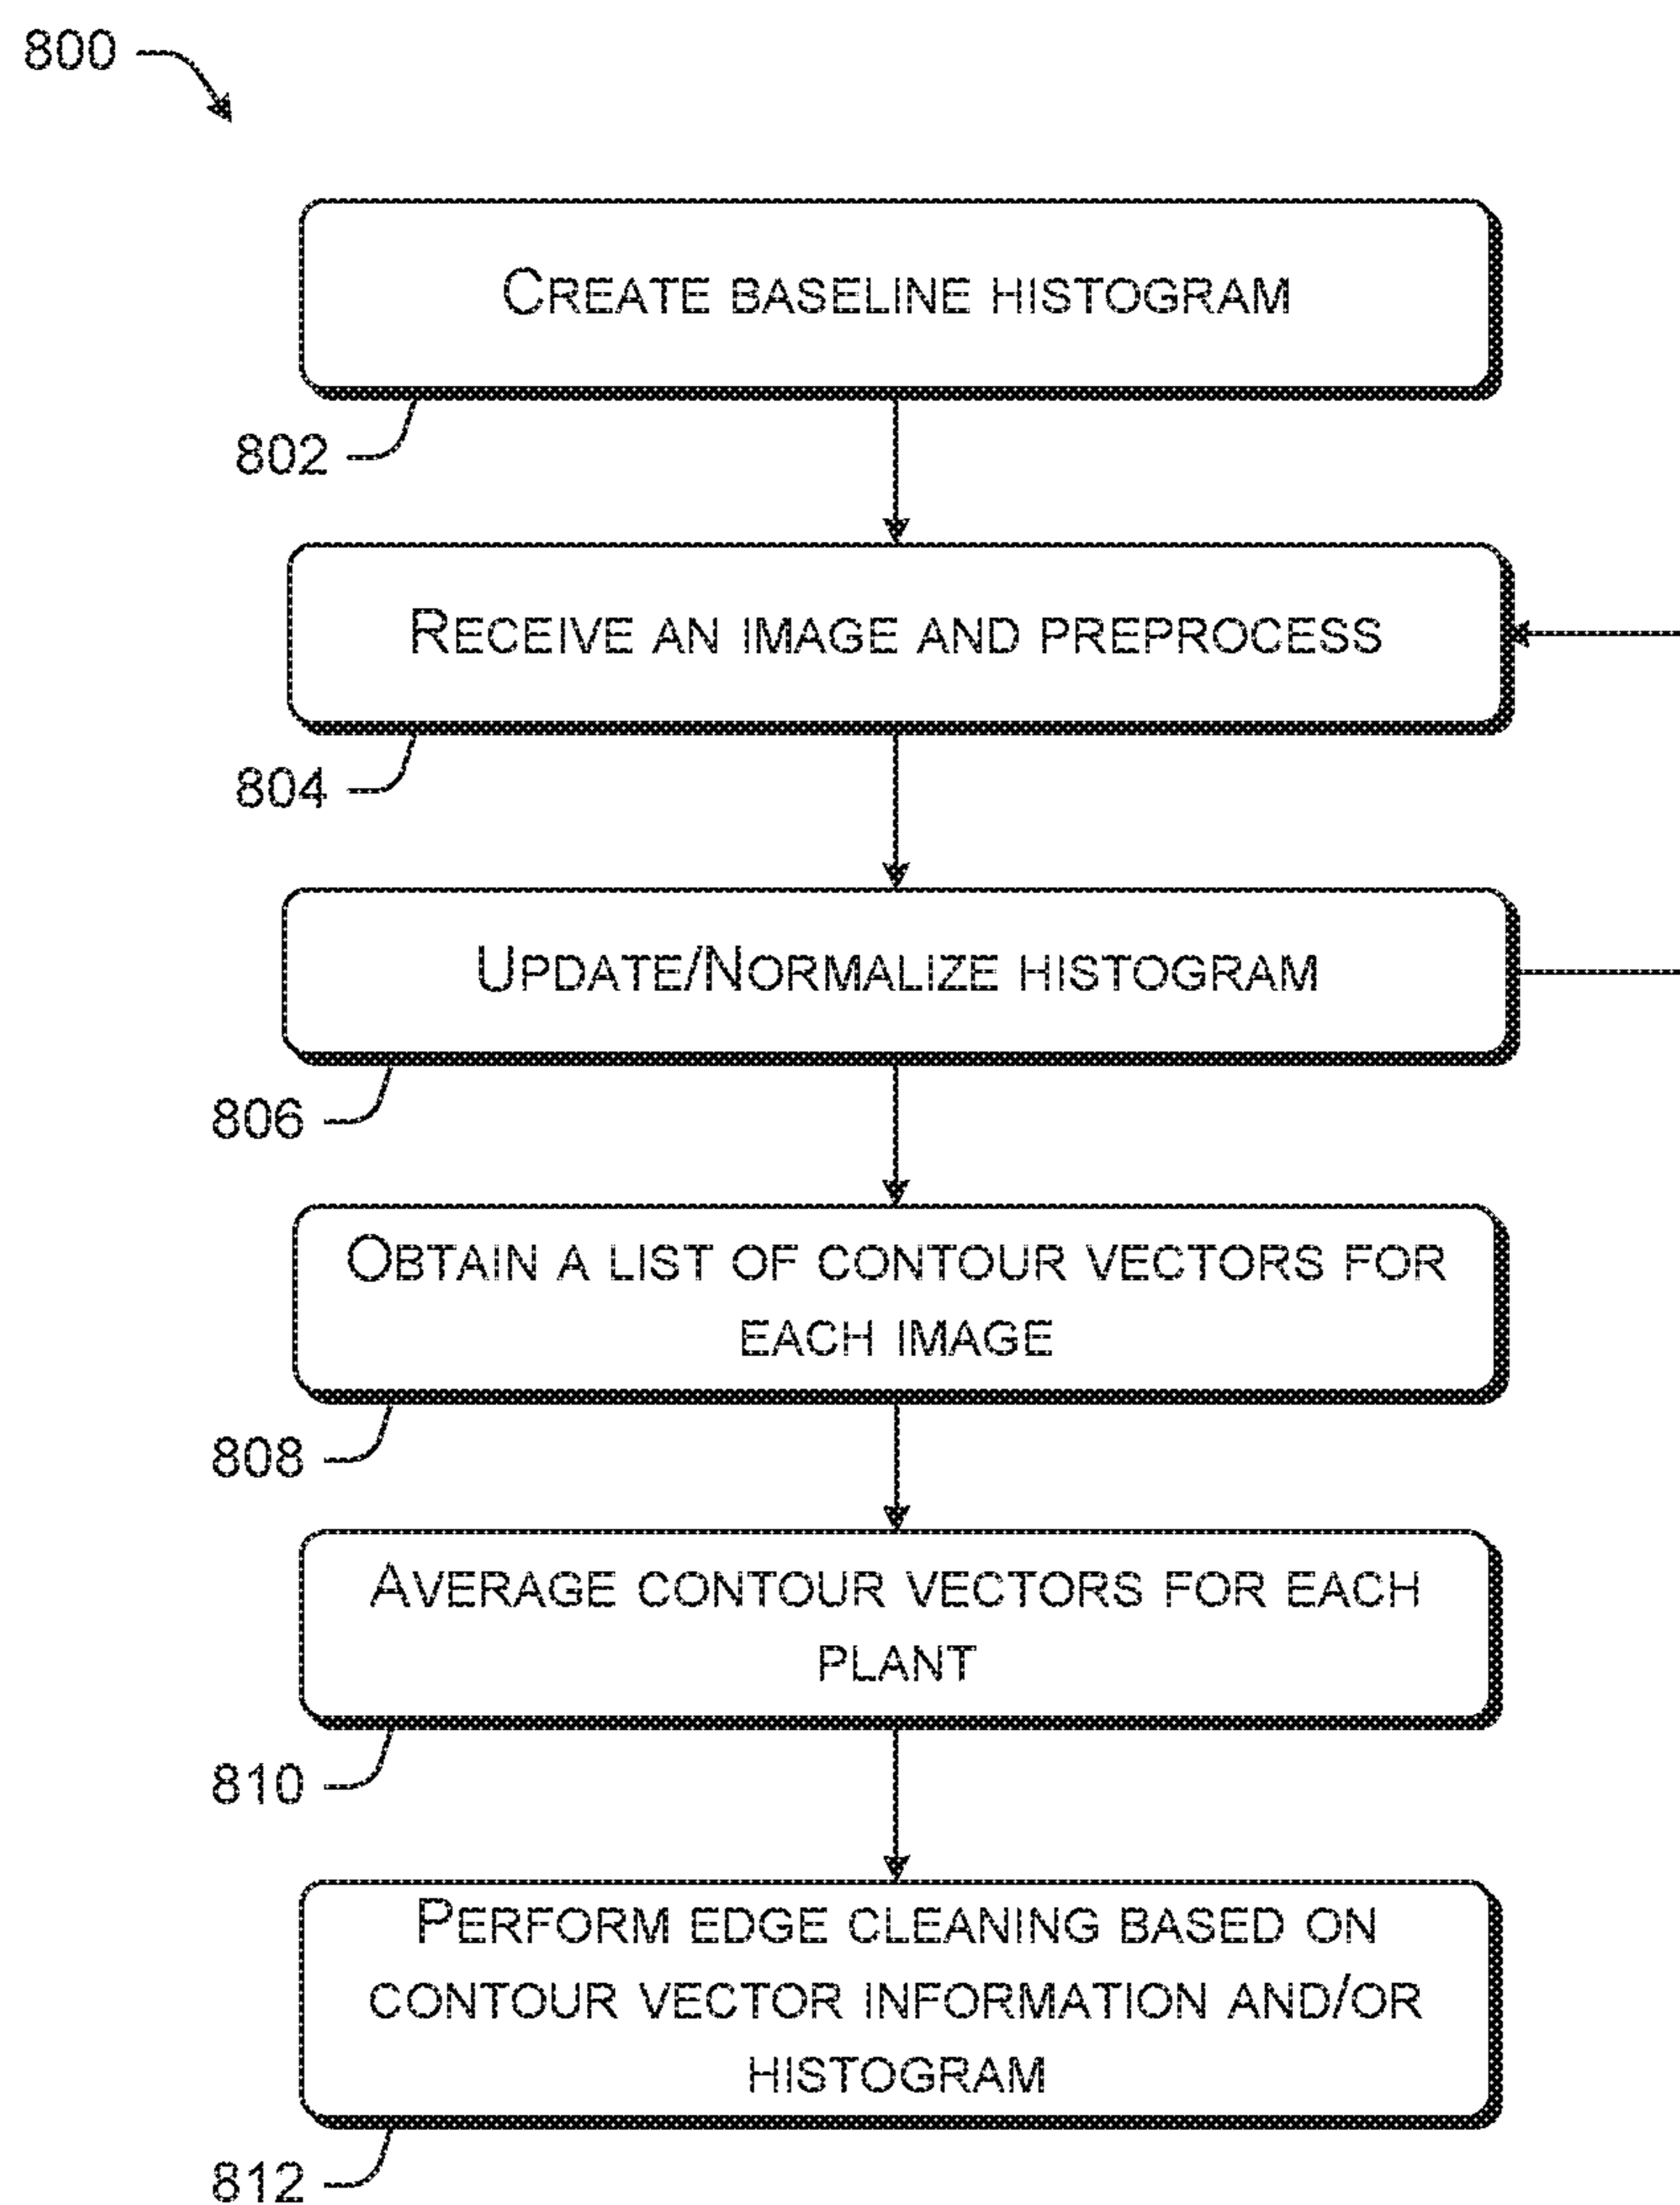 800
CREATE BASELINE HISTOGRAM
802
RECEIVE AN IMAGE AND PREPROCESS
804
UPDATE/NORMALIZE HISTOGRAM
806
OBTAIN A LIST OF CONTOUR VECTORS FOR
EACH IMAGE
808
AVERAGE CONTOUR VECTORS FOR EACH
PLANT
810
PERFORM EDGE CLEANING BASED ON
CONTOUR VECTOR INFORMATION AND/OR
HISTOGRAM
812